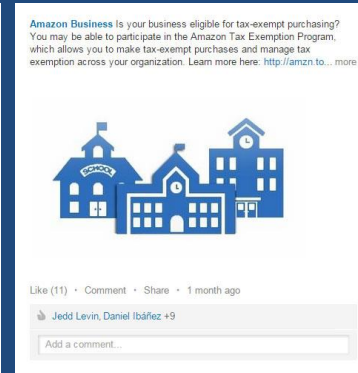 Amazon Business Is your business eligible for tax-exempt purchasing?
You may be able to participate in the Amazon Tax Exemption Program,
which allows you to make tax-exempt purchases and manage tax
exemption across your organization. Learn more here: http://amzn.to... more
SCHOOL
Like (11) · Comment · Share · 1 month ago
Jedd Levin, Daniel Ibáñez +9
Add a comment...